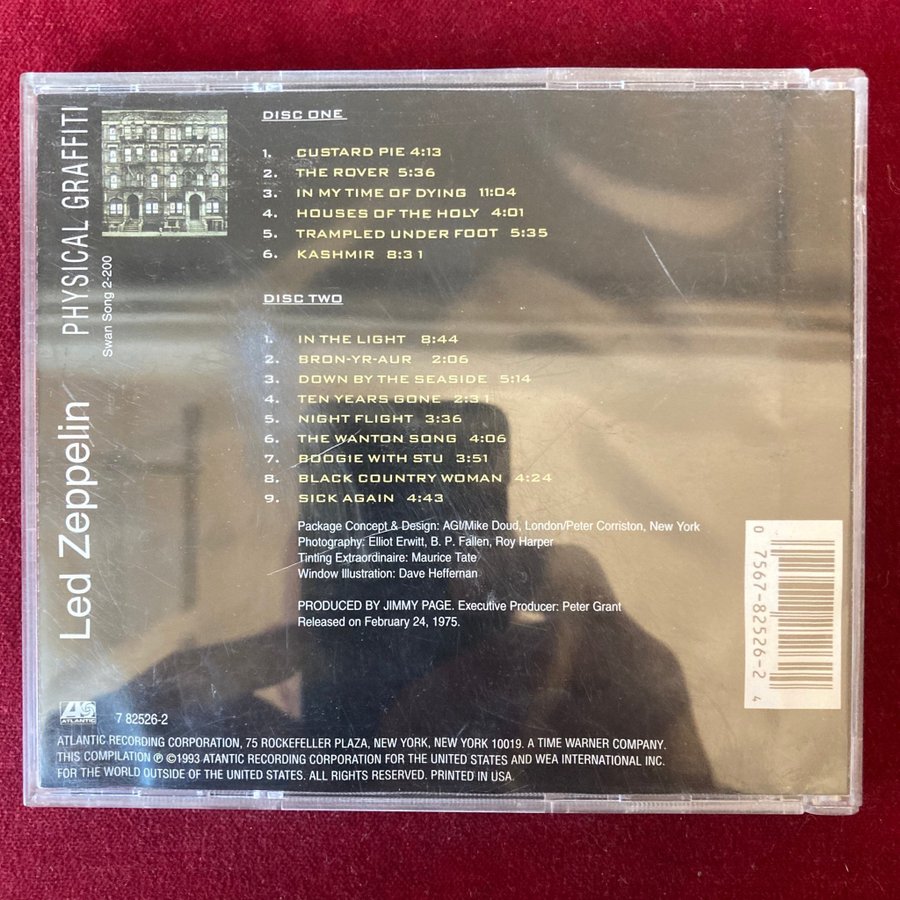 Led Zeppelin PHYSICAL GRAFFITI
Swan Song 2-200
DISC ONE
1. CUSTARD PIE 4:13
2. THE ROVER 5:36
3. IN MY TIME OF DYING 11:04
4. HOUSES OF THE HOLY 4:01
5. TRAMPLED UNDER FOOT 5:35
6. KASHMIR 8:31
DISC TWO
1. IN THE LIGHT 8:44
2. BRON-YR-AUR 2:06
3. DOWN BY THE SEASIDE 5:14
4. TEN YEARS GONE 2:31
5. NIGHT FLIGHT 3:36
6. THE WANTON SONG 4:06
7. BOOGIE WITH STU 3:51
8. BLACK COUNTRY WOMAN 4:24
9. SICK AGAIN 4:43
Package Concept & Design: AGI/Mike Doud, London/Peter Corriston, New York
Photography: Elliot Erwitt, B. P. Fallen, Roy Harper
Tinting Extraordinaire: Maurice Tate
Window Illustration: Dave Heffernan
PRODUCED BY JIMMY PAGE. Executive Producer: Peter Grant
Released on February 24, 1975.
0 7567-82526-2 4
ATLANTIC
7 82526-2
ATLANTIC RECORDING CORPORATION, 75 ROCKEFELLER PLAZA, NEW YORK, NEW YORK 10019. A TIME WARNER COMPANY.
THIS COMPILATION ℗ ©1993 ATANTIC RECORDING CORPORATION FOR THE UNITED STATES AND WEA INTERNATIONAL INC.
FOR THE WORLD OUTSIDE OF THE UNITED STATES. ALL RIGHTS RESERVED. PRINTED IN USA.